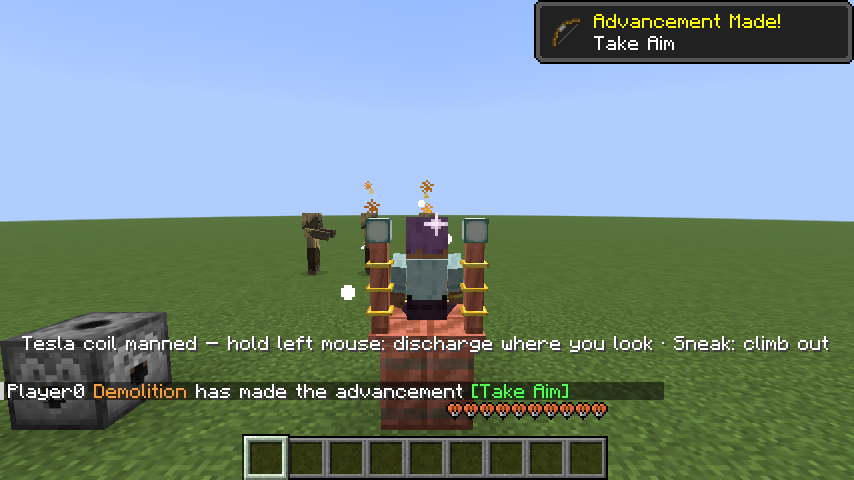 Advancement Made!
Take Aim
Tesla coil manned — hold left mouse: discharge where you look · Sneak: climb out
Player0 Demolition has made the advancement [Take Aim]